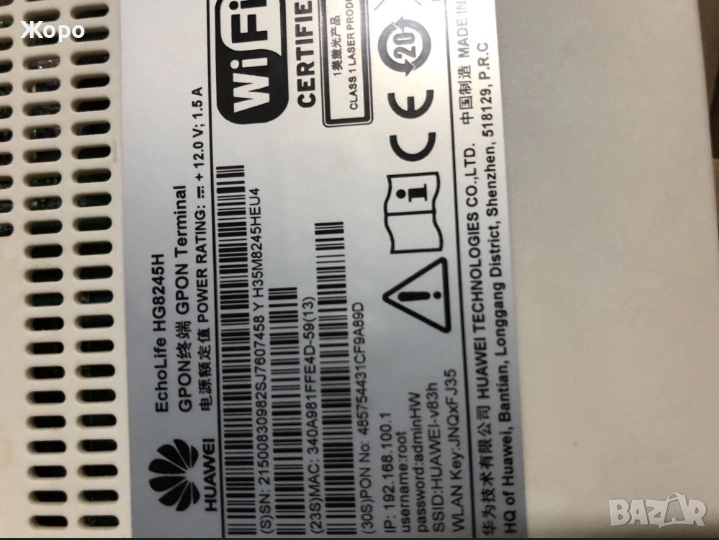 Жоро
HUAWEI
EchoLife HG8245H
GPON终端 GPON Terminal
电源额定值 POWER RATING: ⎓ + 12.0 V; 1.5 A
WiFi
CERTIFIE
1类激光产品
CLASS 1 LASER PRODU
20
(S)SN: 21500830982SJ7607458 Y H35M8245HEU4
(23S)MAC: 340A981FFE4D-59(13)
(30S)PON No: 485754431CF9A89D
IP: 192.168.100.1
username:root
password:adminHW
SSID:HUAWEI-v83h
WLAN Key:JNQxFJ35
CE
华为技术有限公司 HUAWEI TECHNOLOGIES CO.,LTD. 中国制造 MADE IN
HQ of Huawei, Bantian, Longgang District, Shenzhen, 518129, P.R.C
BAZAR